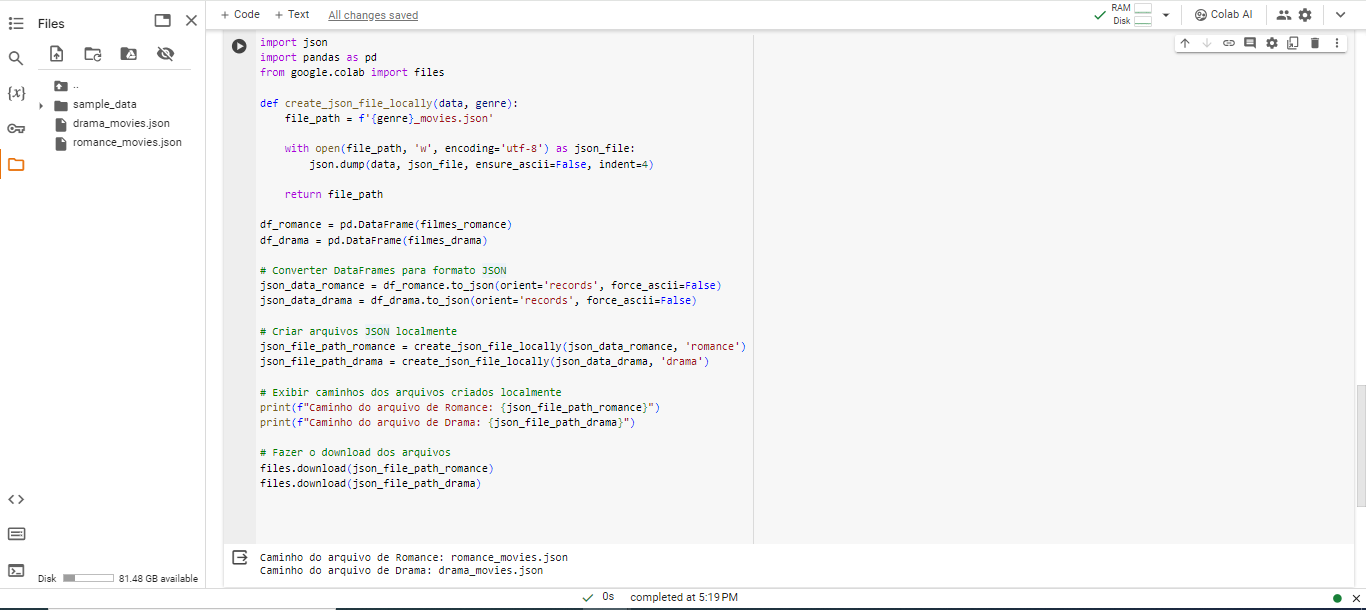 Files
+ Code + Text All changes saved
RAM
Disk
Colab AI
..
sample_data
drama_movies.json
romance_movies.json
{x}
import json
import pandas as pd
from google.colab import files
def create_json_file_locally(data, genre):
file_path = f'{genre}_movies.json'
with open(file_path, 'w', encoding='utf-8') as json_file:
json.dump(data, json_file, ensure_ascii=False, indent=4)
return file_path
df_romance = pd.DataFrame(filmes_romance)
df_drama = pd.DataFrame(filmes_drama)
# Converter DataFrames para formato JSON
json_data_romance = df_romance.to_json(orient='records', force_ascii=False)
json_data_drama = df_drama.to_json(orient='records', force_ascii=False)
# Criar arquivos JSON localmente
json_file_path_romance = create_json_file_locally(json_data_romance, 'romance')
json_file_path_drama = create_json_file_locally(json_data_drama, 'drama')
# Exibir caminhos dos arquivos criados localmente
print(f"Caminho do arquivo de Romance: {json_file_path_romance}")
print(f"Caminho do arquivo de Drama: {json_file_path_drama}")
# Fazer o download dos arquivos
files.download(json_file_path_romance)
files.download(json_file_path_drama)
Caminho do arquivo de Romance: romance_movies.json
Caminho do arquivo de Drama: drama_movies.json
Disk 81.48 GB available
0s completed at 5:19 PM